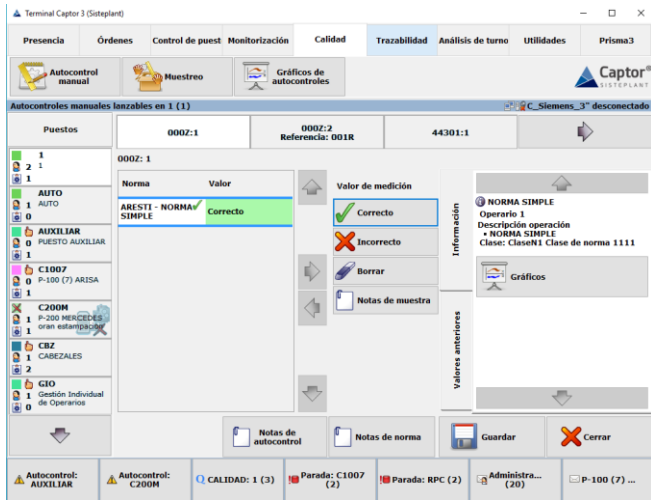 Terminal Captor 3 (Sisteplant)
Presencia
Órdenes
Control de puest
Monitorización
Calidad
Trazabilidad
Análisis de turno
Utilidades
Prisma3
Autocontrol
manual
Muestreo
Gráficos de
autocontroles
Captor®
SISTEPLANT
Autocontroles manuales lanzables en 1 (1)
C_Siemens_3" desconectado
Puestos
000Z:1
000Z:2
Referencia: 001R
44301:1
1
2 1
1
AUTO
1 AUTO
0
AUXILIAR
0 PUESTO AUXILIAR
1
C1007
0 P-100 (7) ARISA
1
C200M
1 P-200 MERCEDES
oran estampacion
1
CBZ
1 CABEZALES
2
GIO
1 Gestión Individual
de Operarios
0
000Z: 1
Norma Valor
ARESTI - NORMA
SIMPLE
Correcto
Valor de medición
Correcto
Incorrecto
Borrar
Notas de muestra
Información
Valores anteriores
NORMA SIMPLE
Operario 1
Descripción operación
• NORMA SIMPLE
Clase: ClaseN1 Clase de norma 1111
Gráficos
Notas de
autocontrol
Notas de norma
Guardar
Cerrar
Autocontrol:
AUXILIAR
Autocontrol:
C200M
CALIDAD: 1 (3)
Parada: C1007
(2)
Parada: RPC (2)
Administra...
(20)
P-100 (7) ...